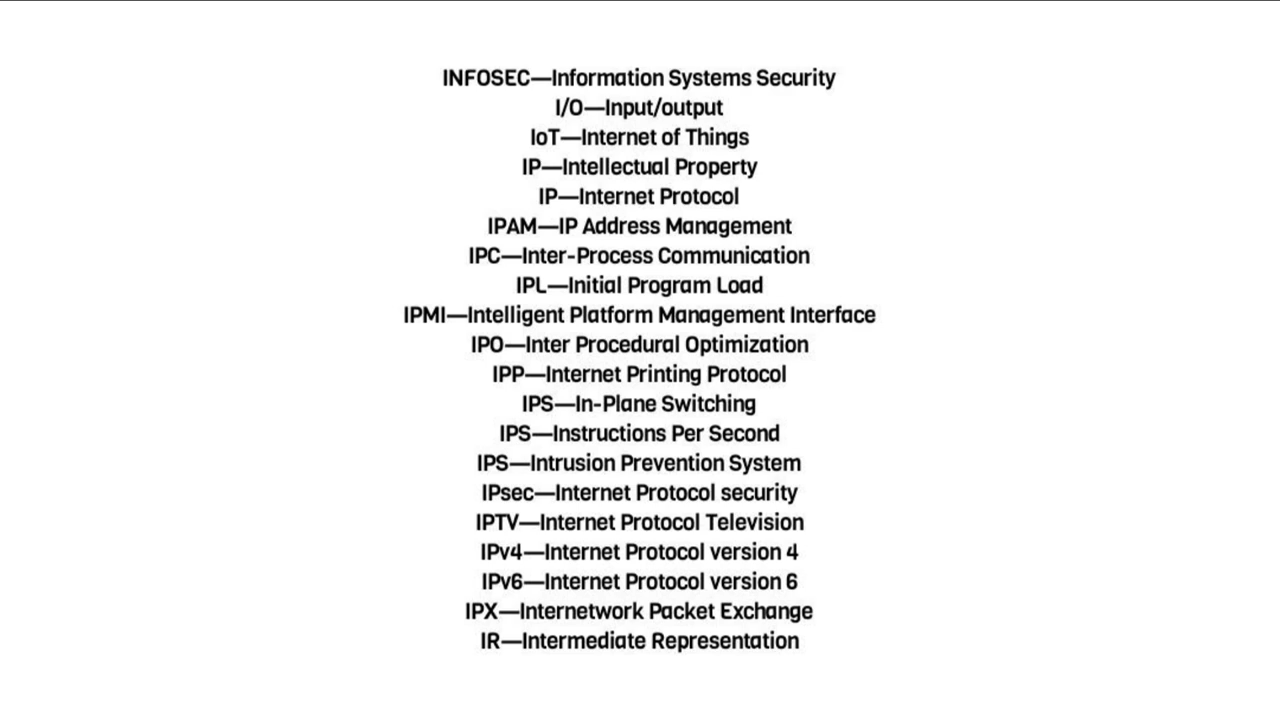 INFOSEC—Information Systems Security
I/O—Input/output
IoT—Internet of Things
IP—Intellectual Property
IP—Internet Protocol
IPAM—IP Address Management
IPC—Inter-Process Communication
IPL—Initial Program Load
IPMI—Intelligent Platform Management Interface
IPO—Inter Procedural Optimization
IPP—Internet Printing Protocol
IPS—In-Plane Switching
IPS—Instructions Per Second
IPS—Intrusion Prevention System
IPsec—Internet Protocol security
IPTV—Internet Protocol Television
IPv4—Internet Protocol version 4
IPv6—Internet Protocol version 6
IPX—Internetwork Packet Exchange
IR—Intermediate Representation